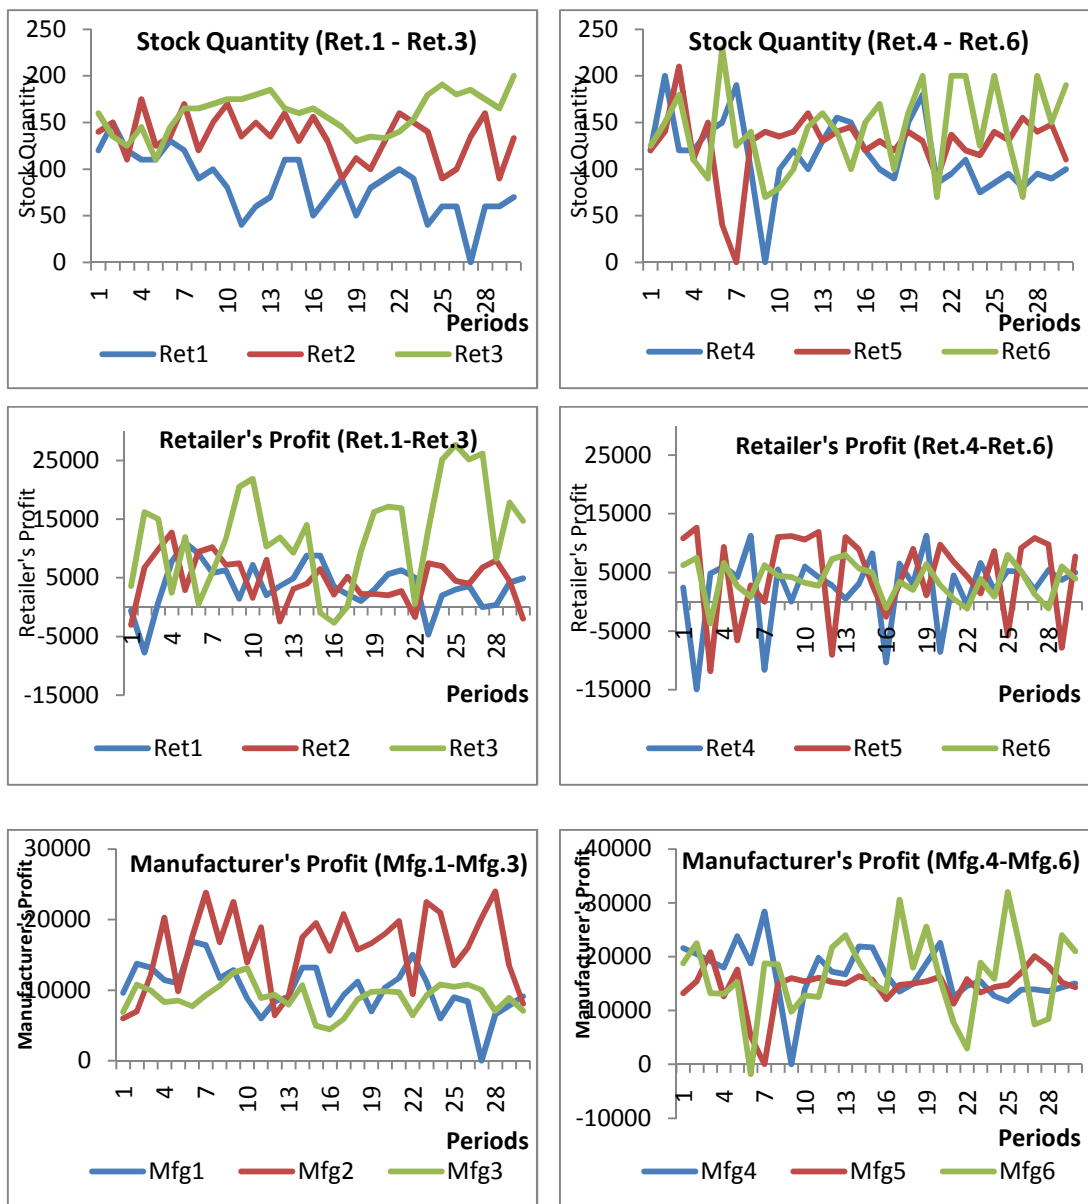 Stock Quantity (Ret.1 - Ret.3)
Stock Quantity
250
200
150
100
50
0
1 4 7 10 13 16 19 22 25 28
Periods
Ret1 Ret2 Ret3
Stock Quantity (Ret.4 - Ret.6)
Stock Quantity
250
200
150
100
50
0
1 4 7 10 13 16 19 22 25 28
Periods
Ret4 Ret5 Ret6
Retailer's Profit (Ret.1-Ret.3)
Retailer's Profit
25000
15000
5000
-5000
-15000
1 4 7 10 13 16 19 22 25 28
Periods
Ret1 Ret2 Ret3
Retailer's Profit (Ret.4-Ret.6)
Retailer's Profit
25000
15000
5000
-5000
-15000
1 4 7 10 13 16 19 22 25 28
Periods
Ret4 Ret5 Ret6
Manufacturer's Profit (Mfg.1-Mfg.3)
Manufacturer's Profit
30000
20000
10000
0
1 4 7 10 13 16 19 22 25 28
Periods
Mfg1 Mfg2 Mfg3
Manufacturer's Profit (Mfg.4-Mfg.6)
Manufacturer's Profit
40000
30000
20000
10000
0
-10000
1 4 7 10 13 16 19 22 25 28
Periods
Mfg4 Mfg5 Mfg6